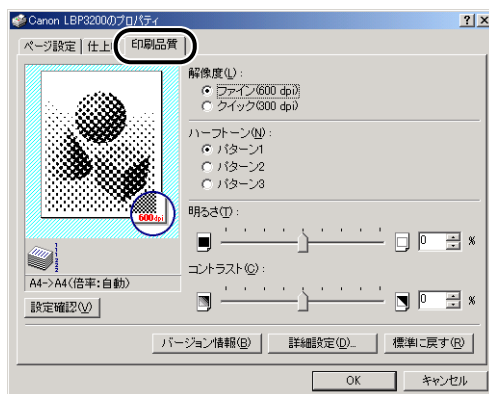 Canon LBP3200のプロパティ
ページ設定 仕上げ 印刷品質
解像度(L):
ファイン(600 dpi)
クイック(300 dpi)
ハーフトーン(N):
パターン1
パターン2
パターン3
600dpi
明るさ(T):
0 %
A4->A4(倍率:自動)
コントラスト(C):
0 %
設定確認(V)
バージョン情報(B) 詳細設定(D)... 標準に戻す(R)
OK キャンセル